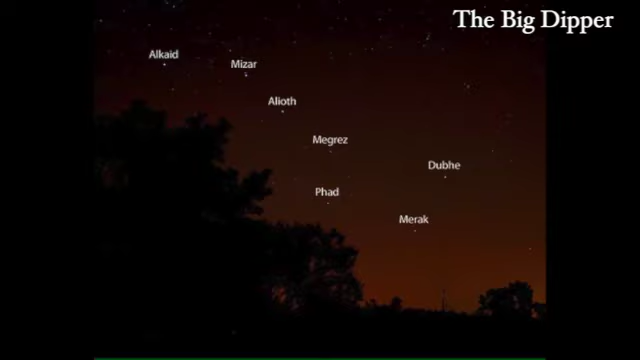 The Big Dipper
Alkaid
Mizar
Alioth
Megrez
Dubhe
Phad
Merak